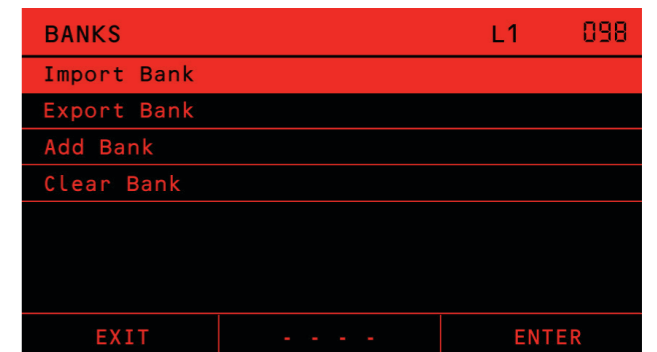 BANKS L1 098
Import Bank
Export Bank
Add Bank
Clear Bank
EXIT - - - - ENTER